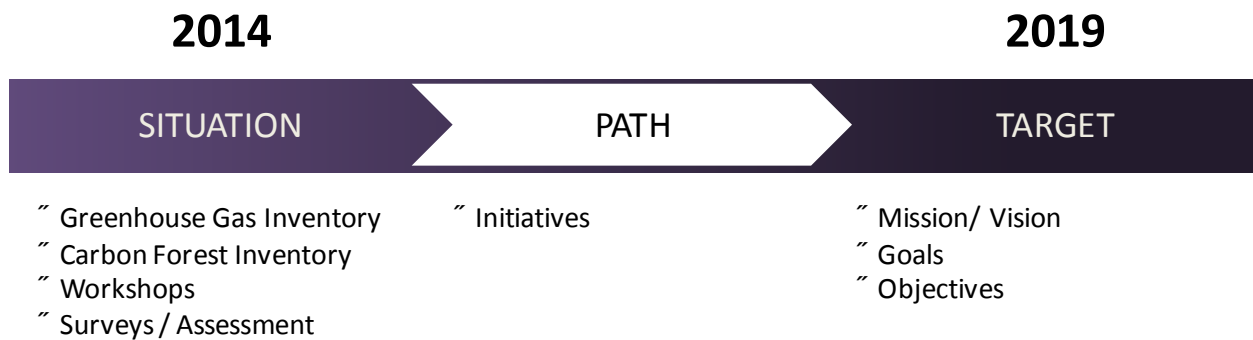 2014
2019
SITUATION
PATH
TARGET
˝ Greenhouse Gas Inventory
˝ Carbon Forest Inventory
˝ Workshops
˝ Surveys / Assessment
˝ Initiatives
˝ Mission/ Vision
˝ Goals
˝ Objectives